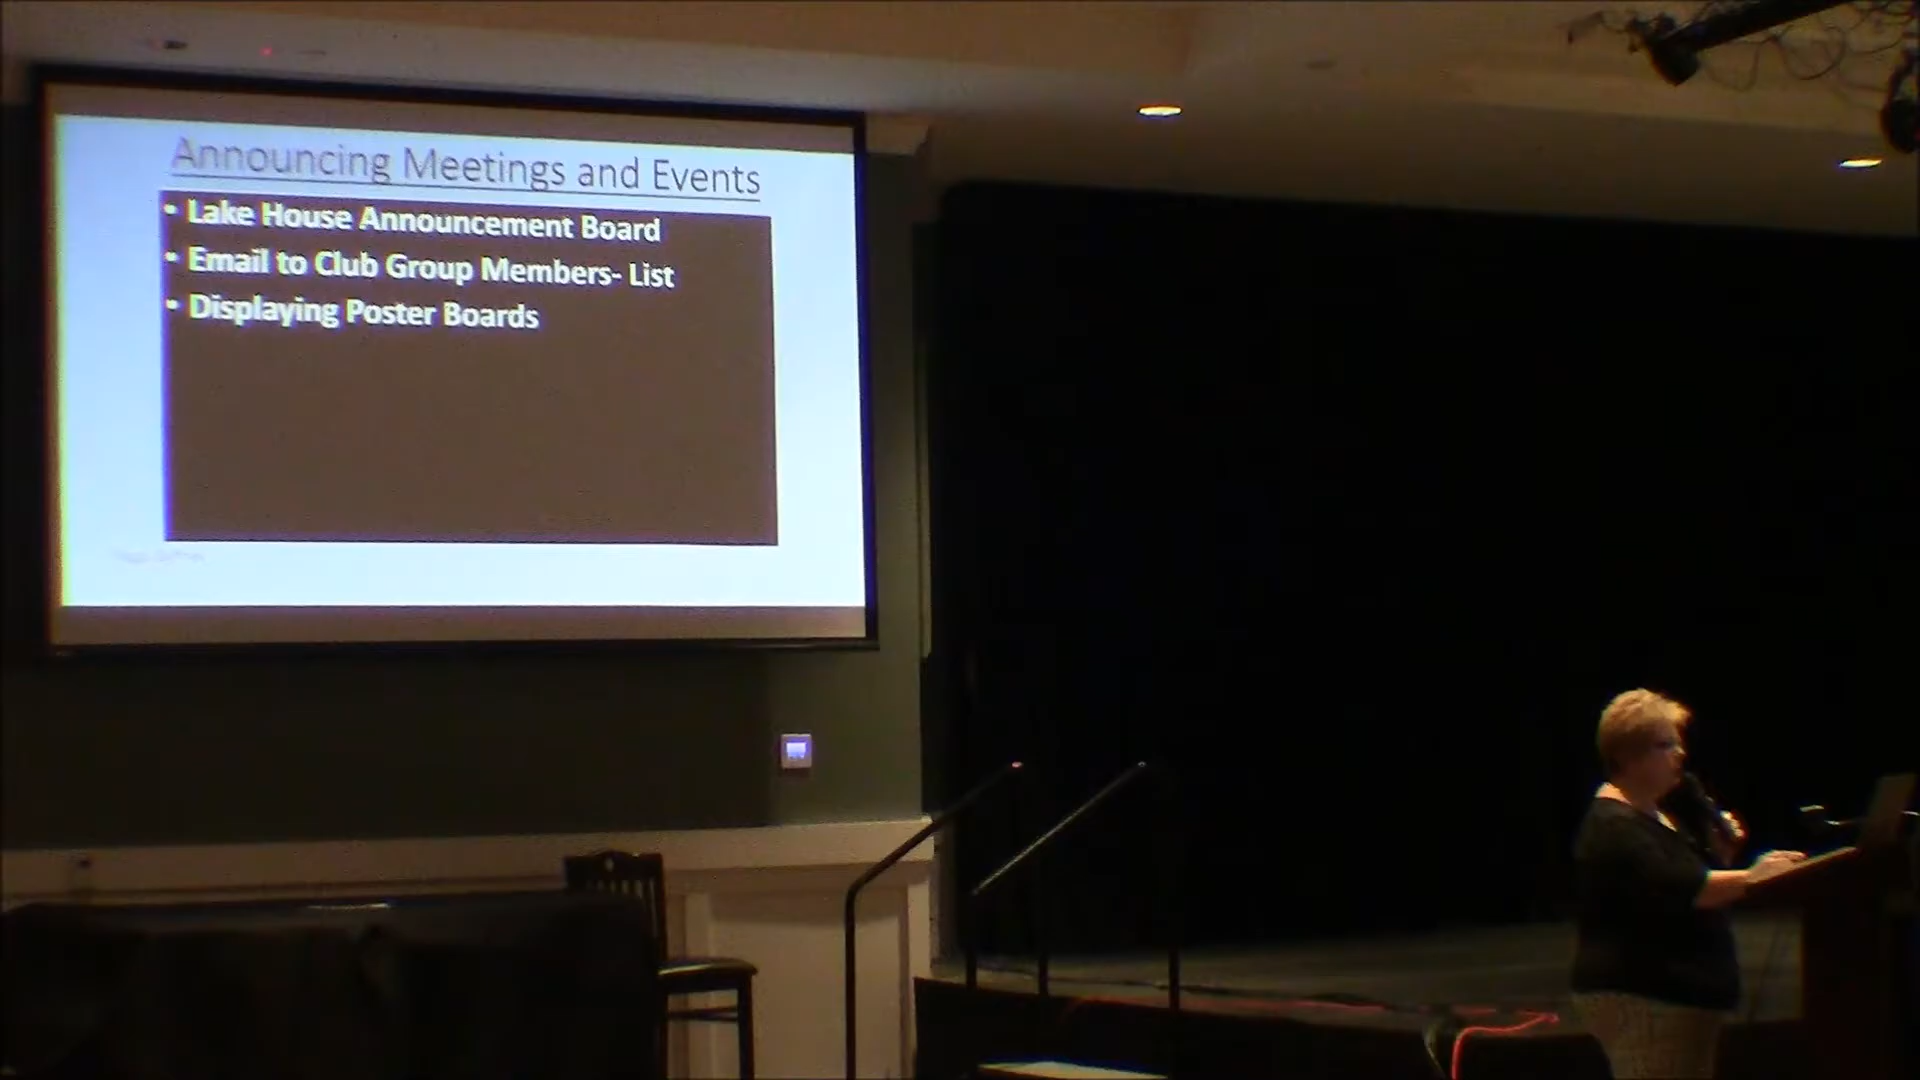 Announcing Meetings and Events
• Lake House Announcement Board
• Email to Club Group Members- List
• Displaying Poster Boards